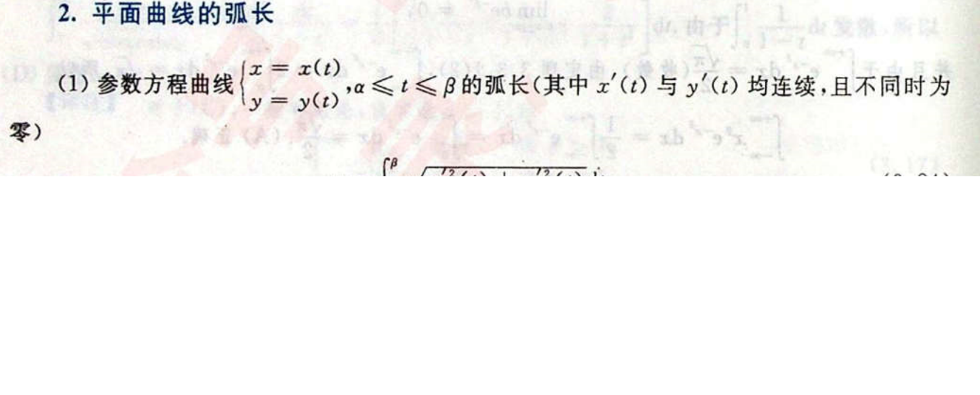 2. 平面曲线的弧长
(1) 参数方程曲线{x = x(t) y = y(t), α ⩽ t ⩽ β的弧长(其中 x′(t) 与 y′(t) 均连续,且不同时为
零)